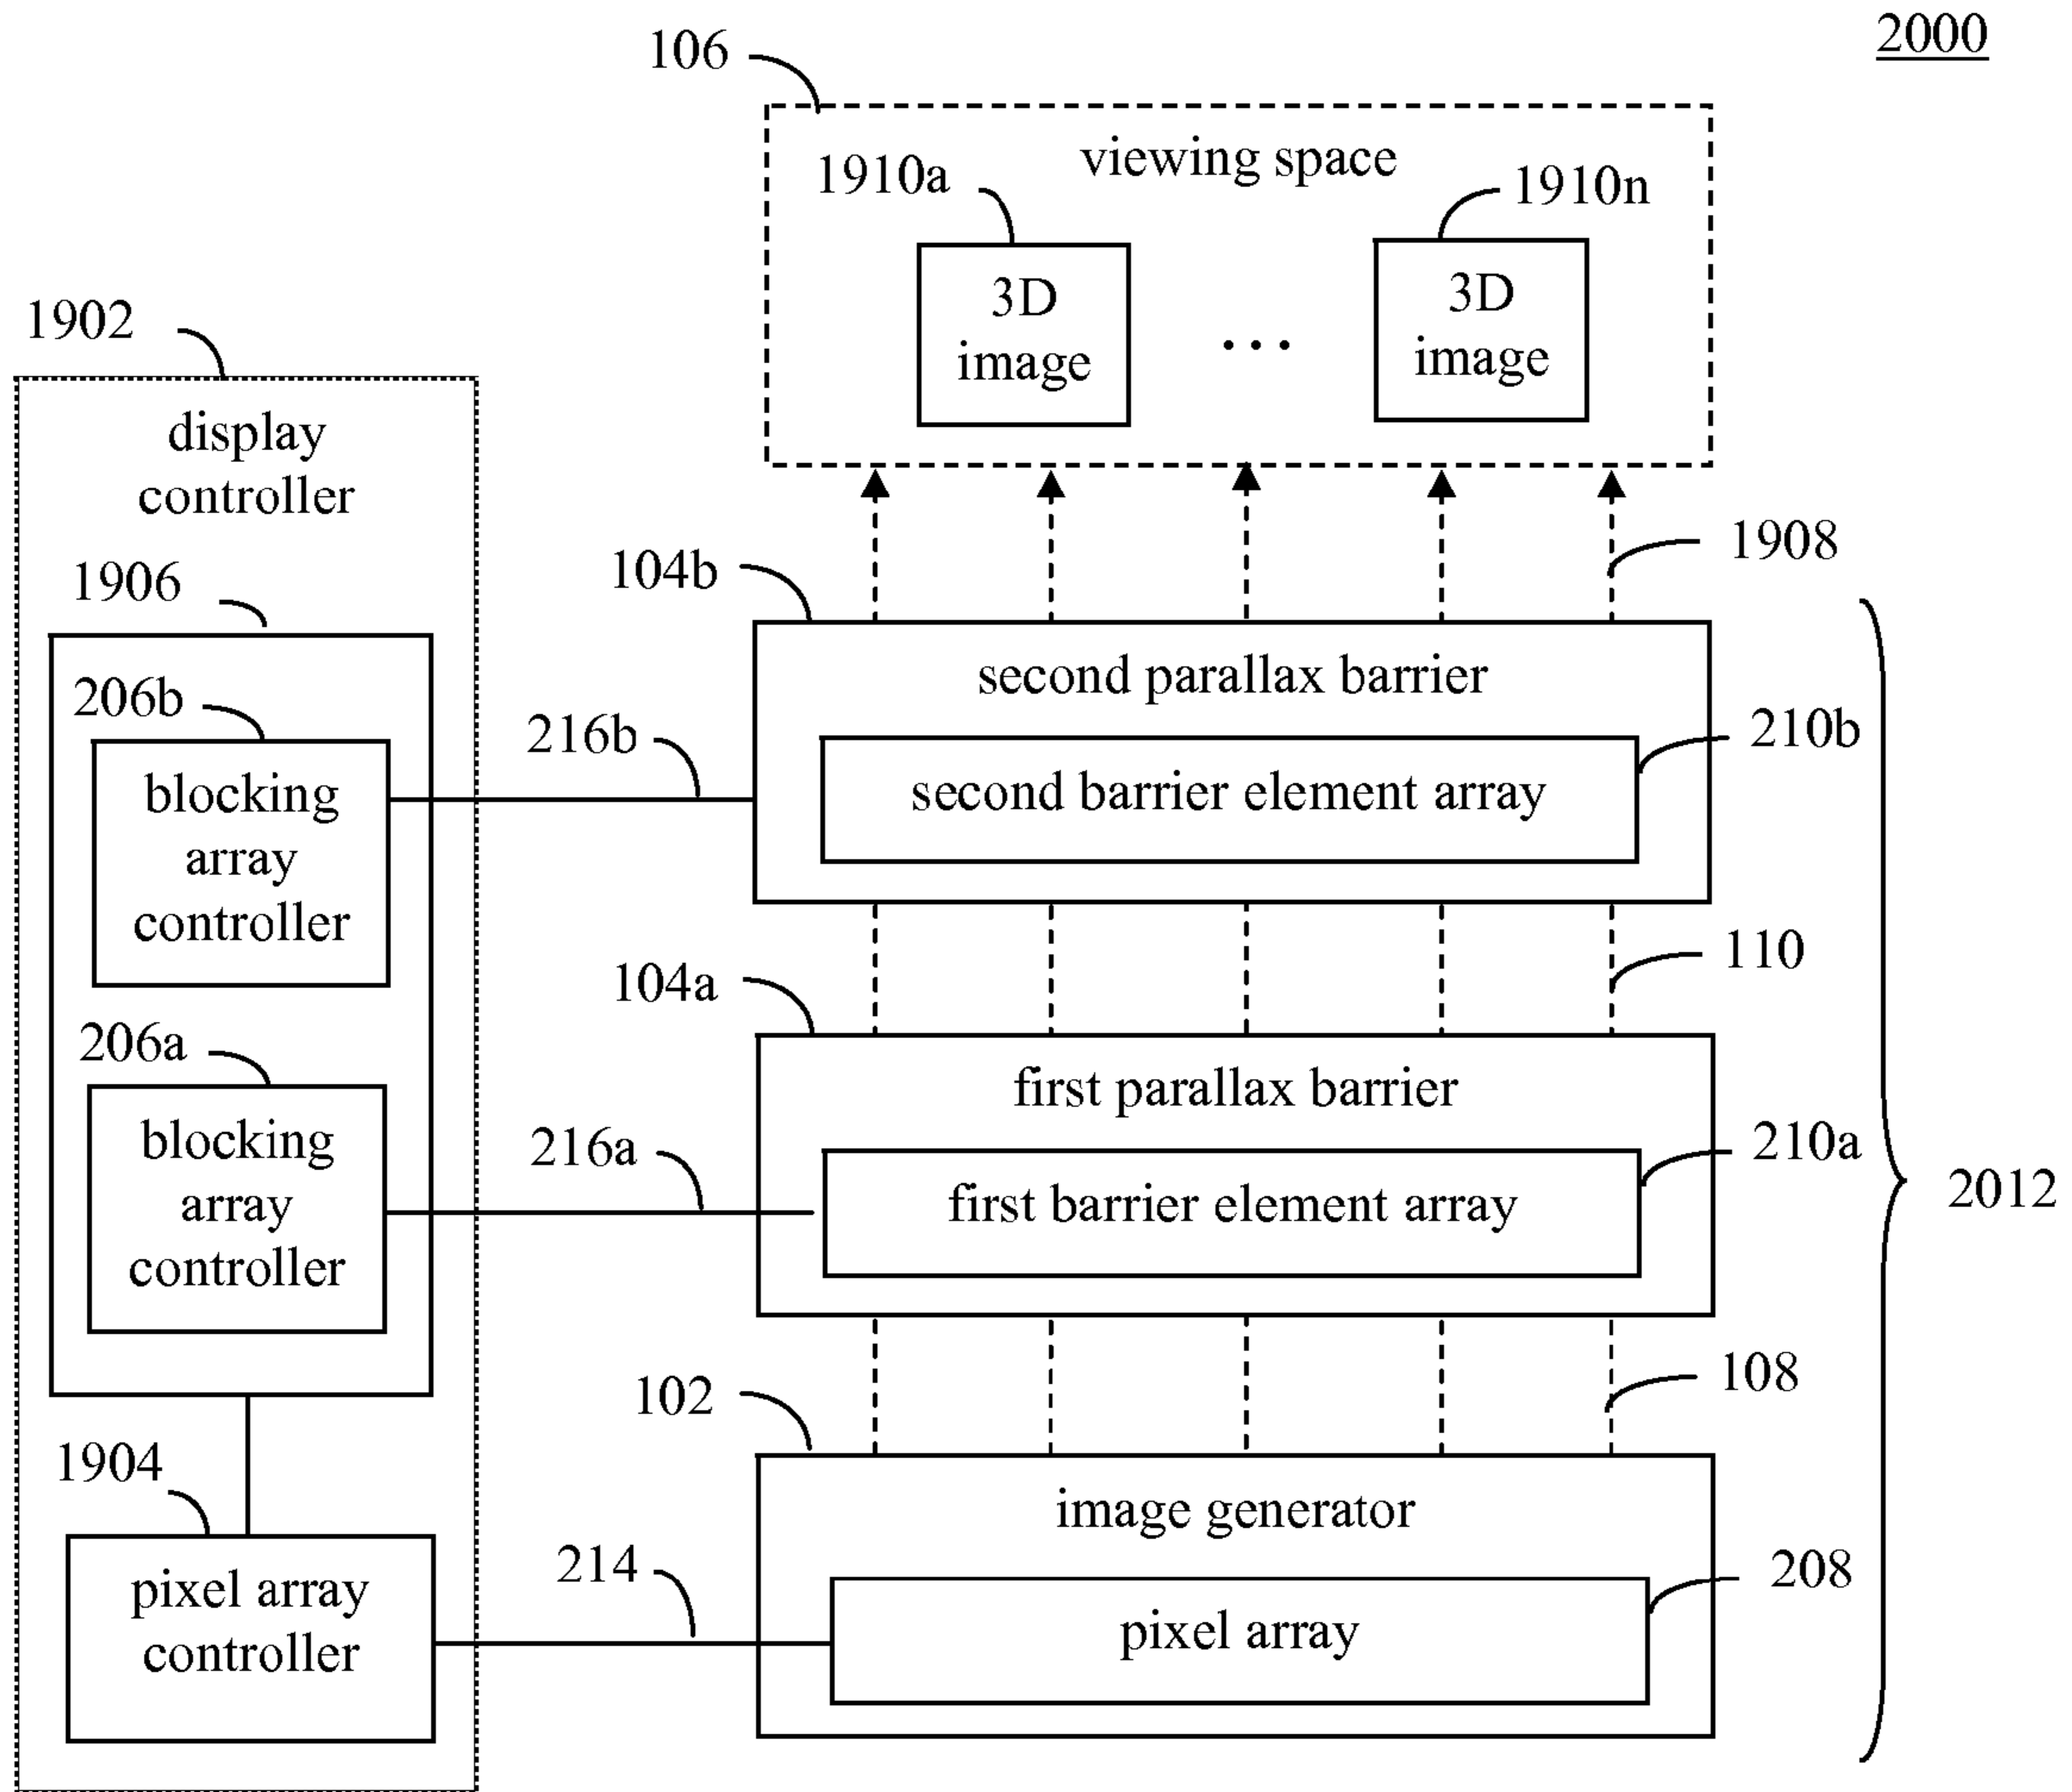 2000
106
viewing space
1910a
1910n
3D
image
...
3D
image
1902
display
controller
1908
104b
1906
second parallax barrier
206b
216b
210b
blocking
array
controller
second barrier element array
110
104a
206a
first parallax barrier
blocking
array
controller
216a
210a
first barrier element array
2012
108
102
1904
image generator
pixel array
controller
214
208
pixel array